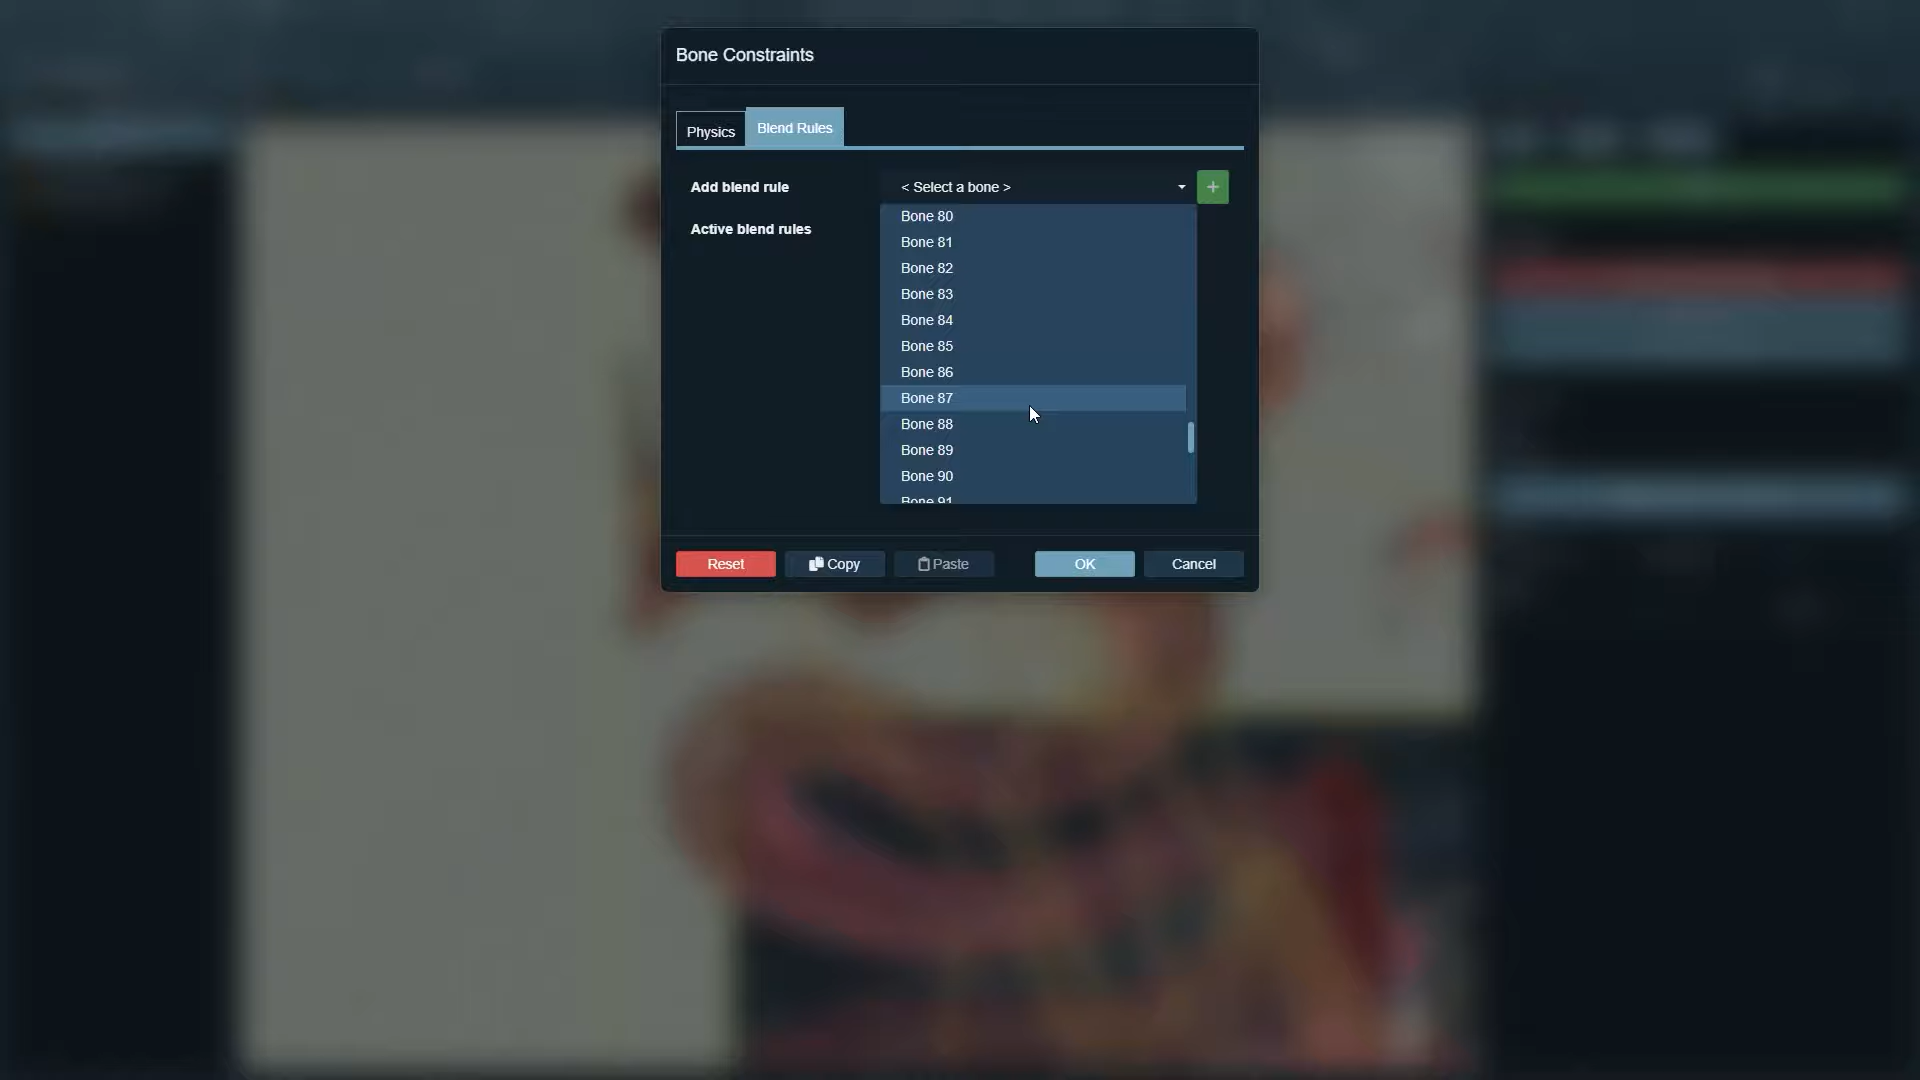 Bone Constraints
Physics
Blend Rules
Add blend rule
< Select a bone >
+
Active blend rules
Bone 80
Bone 81
Bone 82
Bone 83
Bone 84
Bone 85
Bone 86
Bone 87
Bone 88
Bone 89
Bone 90
Bone 91
Reset
Copy
Paste
OK
Cancel